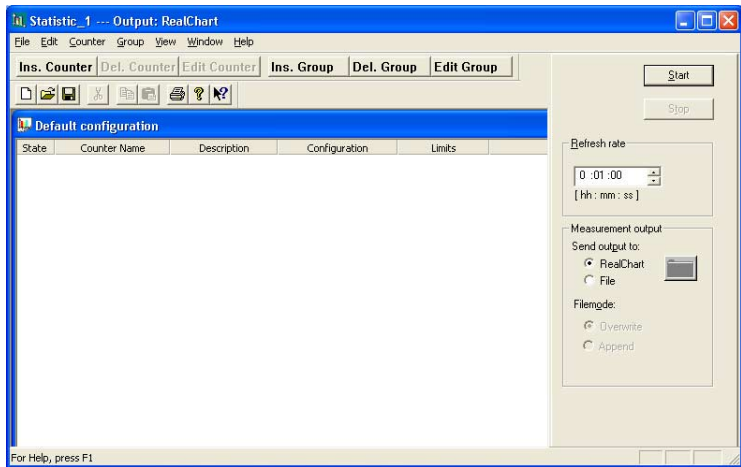 Statistic_1 --- Output: RealChart
File Edit Counter Group View Window Help
Ins. Counter Del. Counter Edit Counter Ins. Group Del. Group Edit Group
Default configuration
State Counter Name Description Configuration Limits
Start
Stop
Refresh rate
0 :01 :00
[ hh : mm : ss ]
Measurement output
Send output to:
RealChart
File
Filemode:
Overwrite
Append
For Help, press F1